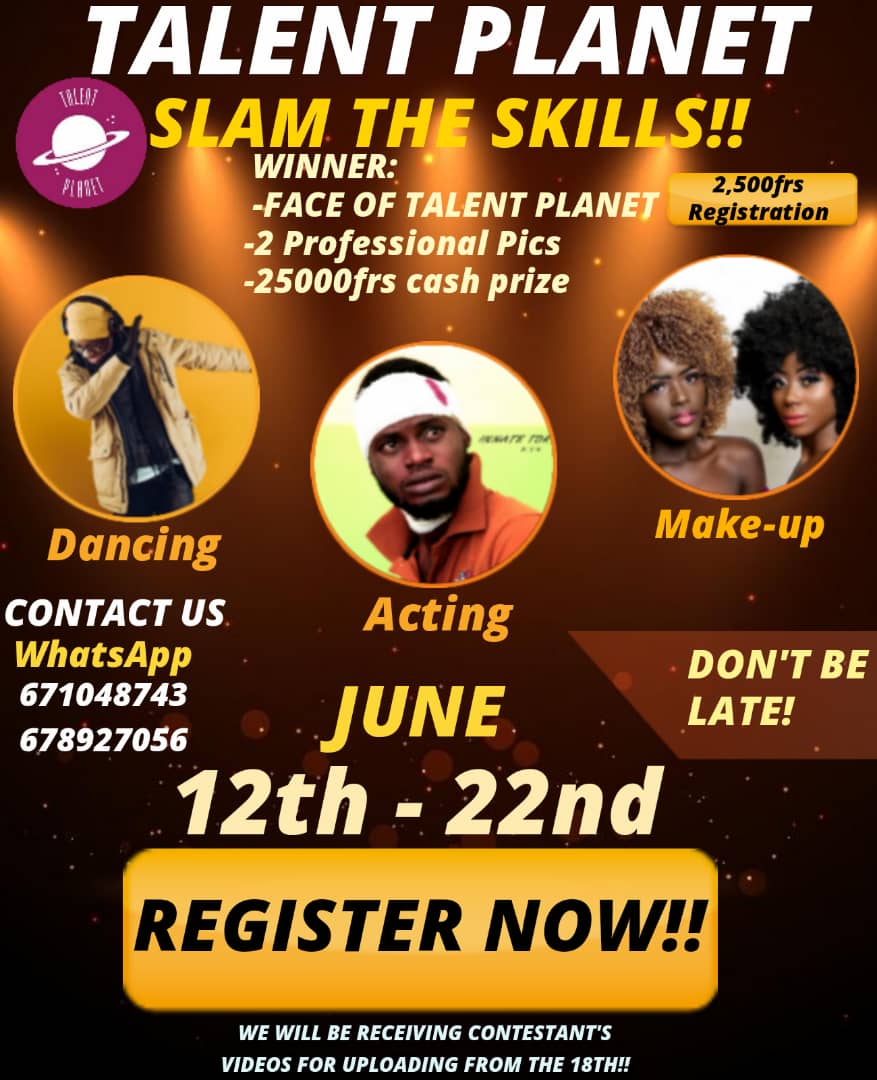 TALENT PLANET
TALENT
PLANET
SLAM THE SKILLS!!
WINNER:
-FACE OF TALENT PLANET
-2 Professional Pics
-25000frs cash prize
2,500frs
Registration
Dancing
Acting
Make-up
CONTACT US
WhatsApp
671048743
678927056
DON'T BE
LATE!
JUNE
12th - 22nd
REGISTER NOW!!
WE WILL BE RECEIVING CONTESTANT'S
VIDEOS FOR UPLOADING FROM THE 18TH!!